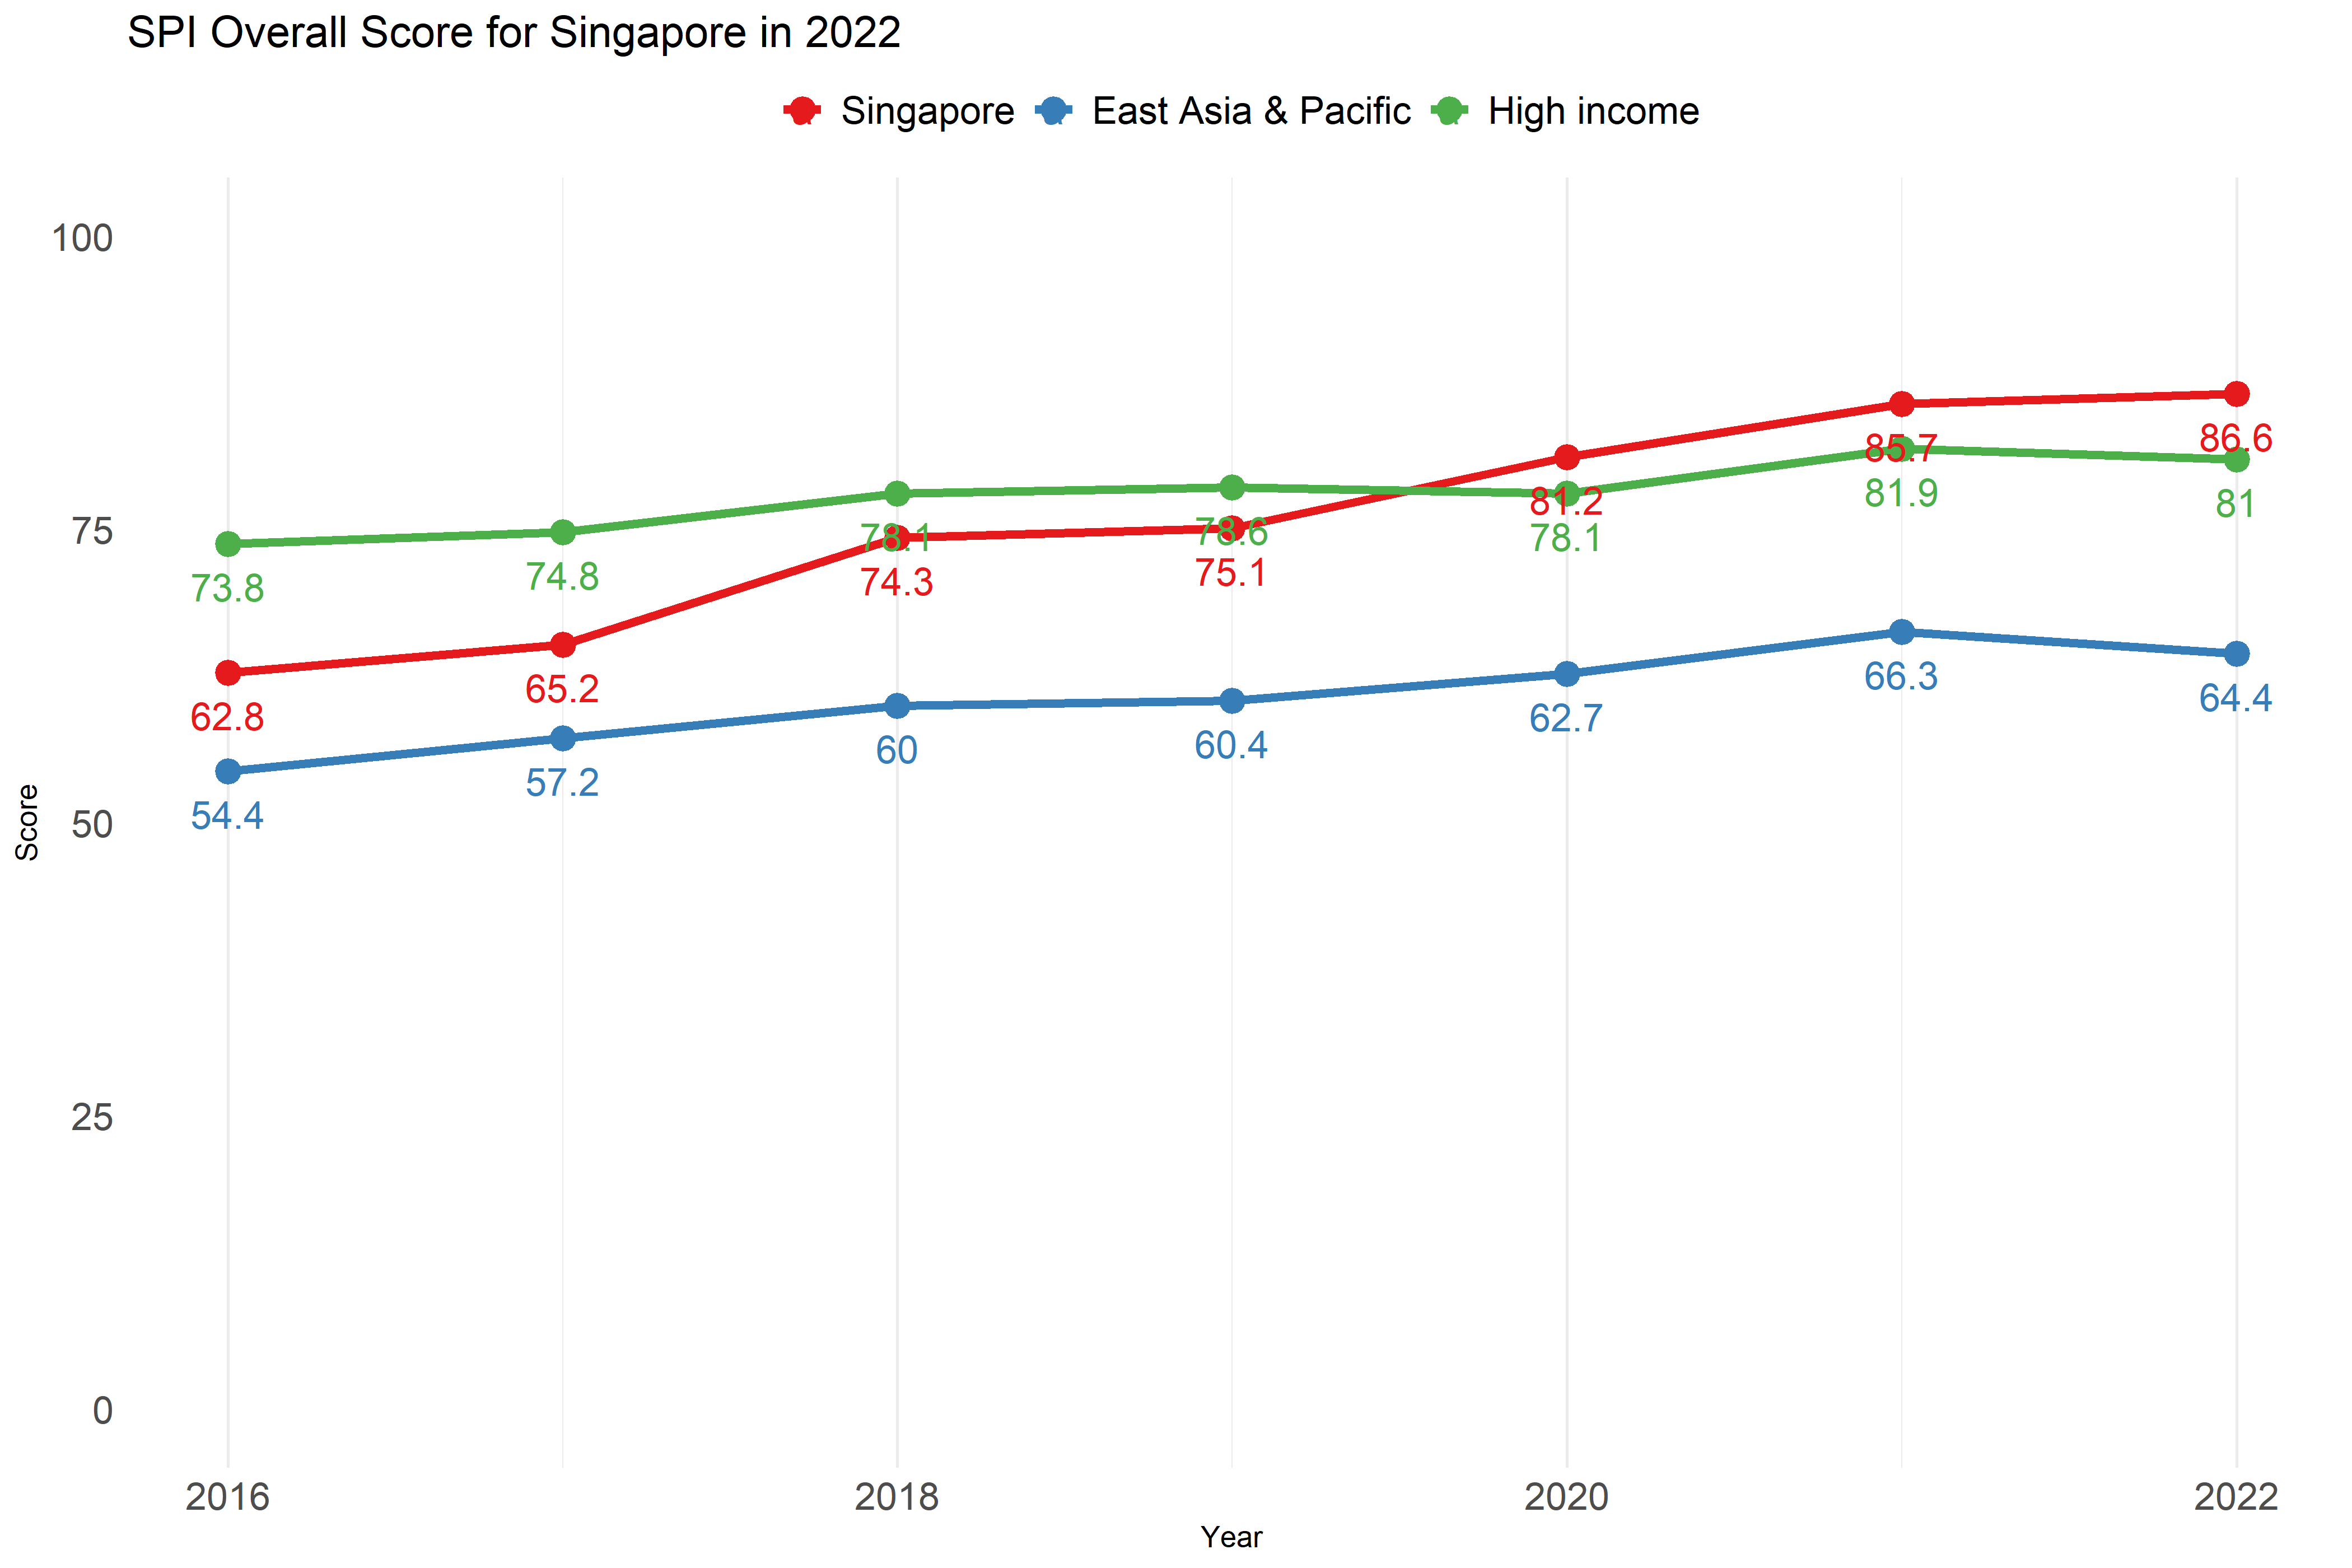 SPI Overall Score for Singapore in 2022
Singapore East Asia & Pacific High income
100
75
50
25
0
Score
73.8 74.8 78.1 78.6 78.1 81.9 81
62.8 65.2 74.3 75.1 81.2 85.7 86.6
54.4 57.2 60 60.4 62.7 66.3 64.4
2016 2018 2020 2022
Year